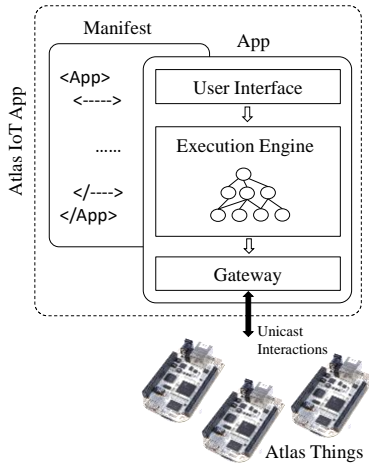 Manifest
App
Atlas IoT App
<App>
<----->
......
</---->
</App>
User Interface
Execution Engine
Gateway
Unicast
Interactions
Atlas Things